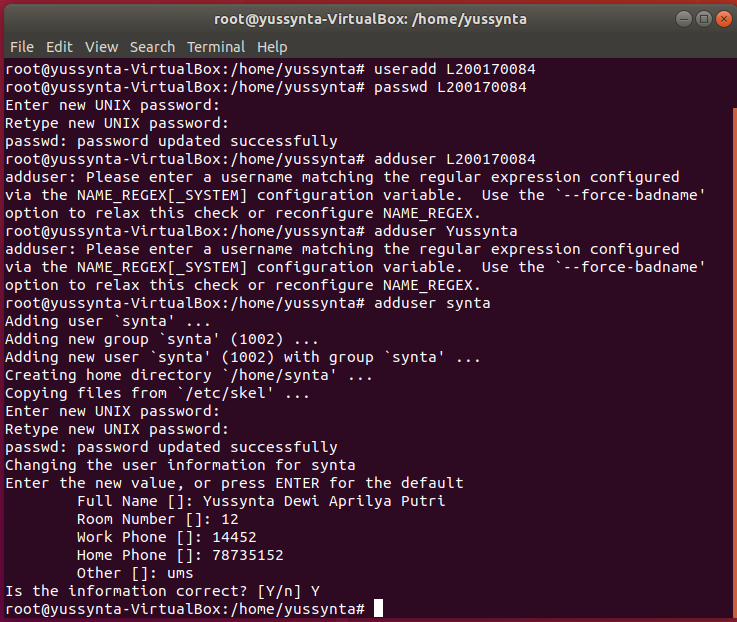 root@yussynta-VirtualBox: /home/yussynta
File Edit View Search Terminal Help
root@yussynta-VirtualBox:/home/yussynta# useradd L200170084
root@yussynta-VirtualBox:/home/yussynta# passwd L200170084
Enter new UNIX password:
Retype new UNIX password:
passwd: password updated successfully
root@yussynta-VirtualBox:/home/yussynta# adduser L200170084
adduser: Please enter a username matching the regular expression configured
via the NAME_REGEX[_SYSTEM] configuration variable.  Use the `--force-badname'
option to relax this check or reconfigure NAME_REGEX.
root@yussynta-VirtualBox:/home/yussynta# adduser Yussynta
adduser: Please enter a username matching the regular expression configured
via the NAME_REGEX[_SYSTEM] configuration variable.  Use the `--force-badname'
option to relax this check or reconfigure NAME_REGEX.
root@yussynta-VirtualBox:/home/yussynta# adduser synta
Adding user `synta' ...
Adding new group `synta' (1002) ...
Adding new user `synta' (1002) with group `synta' ...
Creating home directory `/home/synta' ...
Copying files from `/etc/skel' ...
Enter new UNIX password:
Retype new UNIX password:
passwd: password updated successfully
Changing the user information for synta
Enter the new value, or press ENTER for the default
        Full Name []: Yussynta Dewi Aprilya Putri
        Room Number []: 12
        Work Phone []: 14452
        Home Phone []: 78735152
        Other []: ums
Is the information correct? [Y/n] Y
root@yussynta-VirtualBox:/home/yussynta#